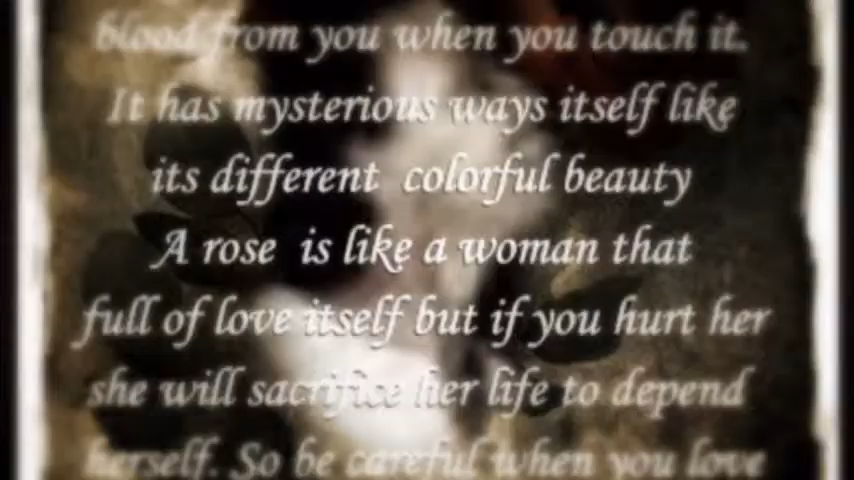 blood from you when you touch it.
It has mysterious ways itself like
its different colorful beauty
A rose is like a woman that
full of love itself but if you hurt her
she will sacrifice her life to depend
herself. So be careful when you love